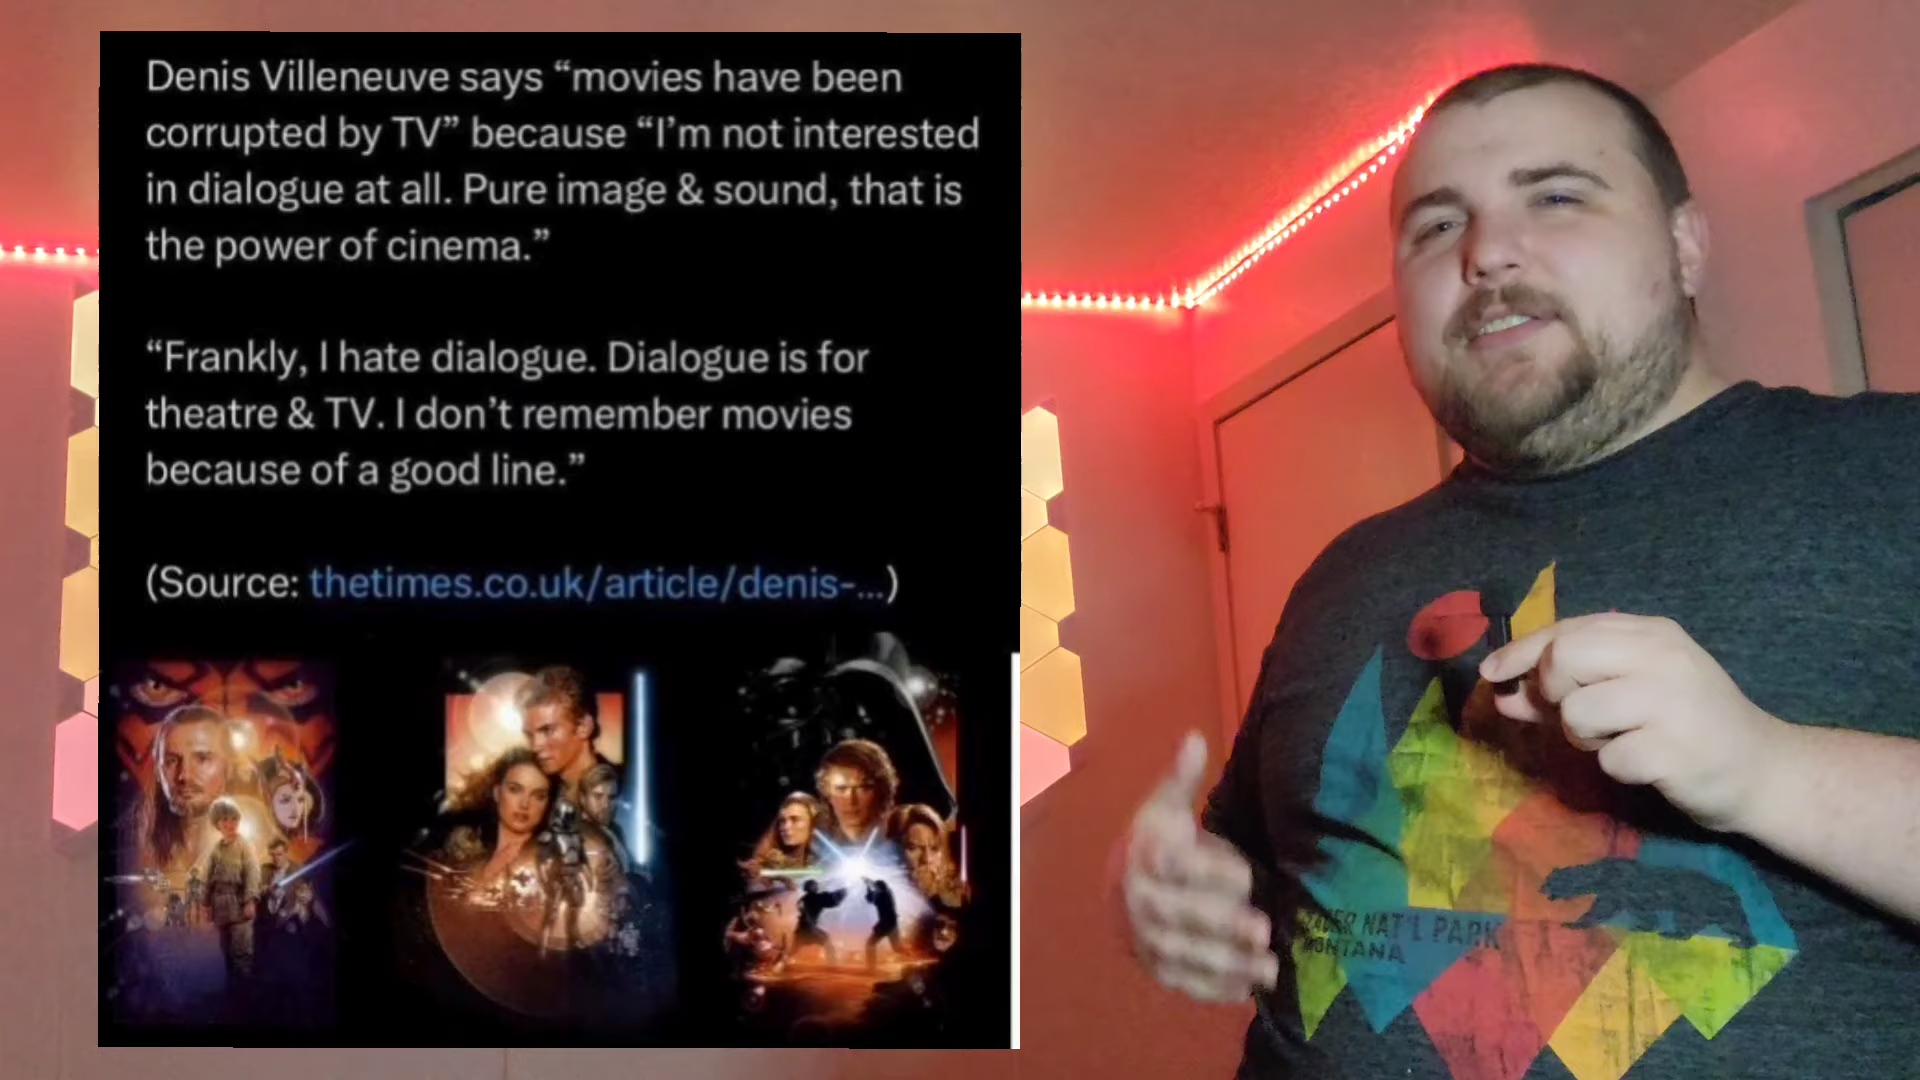 Denis Villeneuve says “movies have been
corrupted by TV” because “I’m not interested
in dialogue at all. Pure image & sound, that is
the power of cinema.”
“Frankly, I hate dialogue. Dialogue is for
theatre & TV. I don’t remember movies
because of a good line.”
(Source: thetimes.co.uk/article/denis-...)
NAT'L PARK
MONTANA